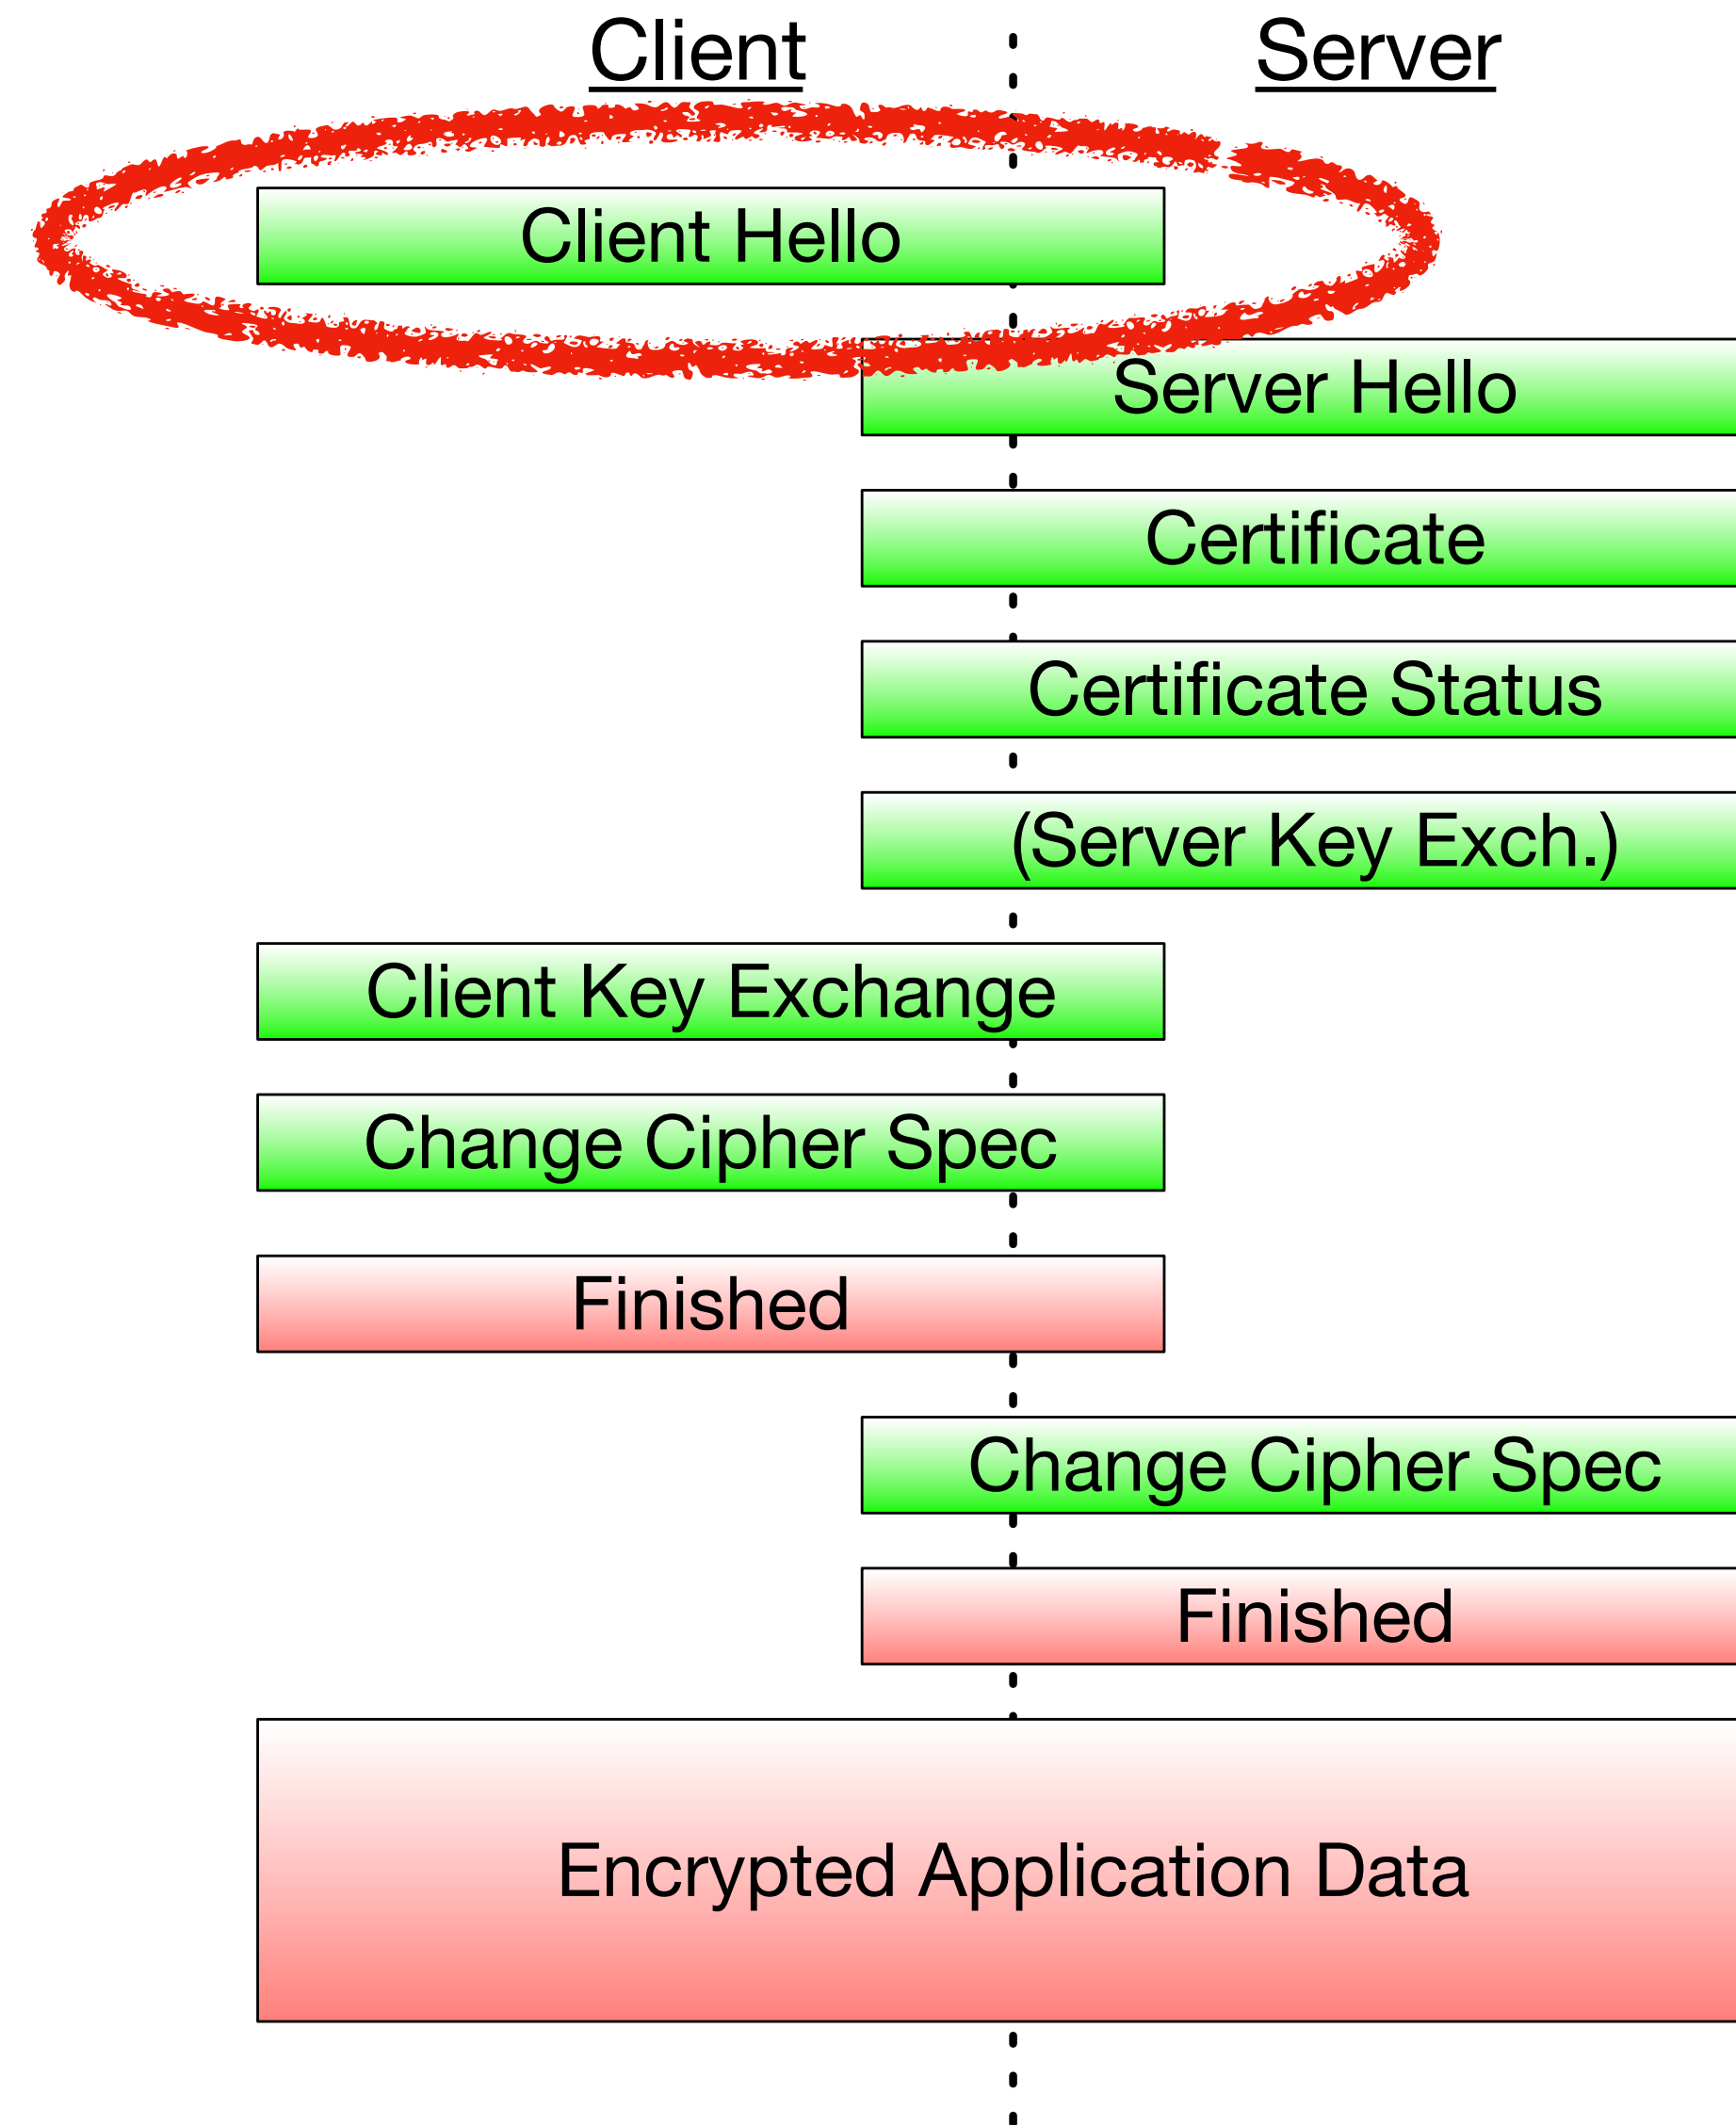 Client
Server
Client Hello
Server Hello
Certificate
Certificate Status
(Server Key Exch.)
Client Key Exchange
Change Cipher Spec
Finished
Change Cipher Spec
Finished
Encrypted Application Data